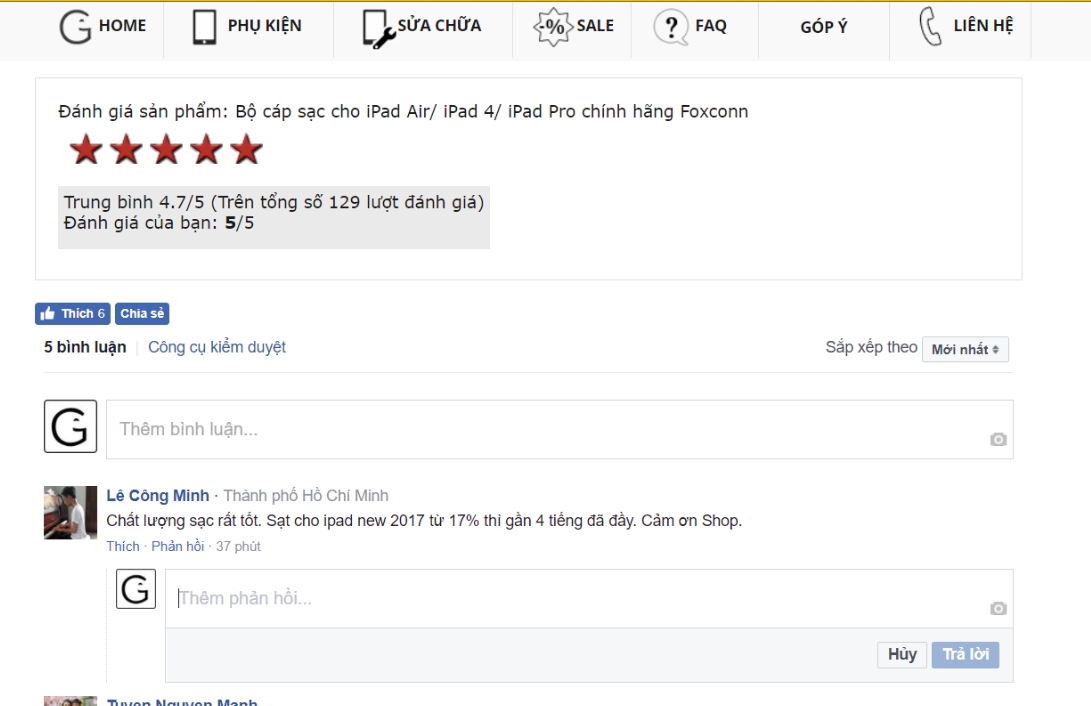 HOME PHỤ KIỆN SỬA CHỮA -%- SALE ? FAQ GÓP Ý LIÊN HỆ
Đánh giá sản phẩm: Bộ cáp sạc cho iPad Air/ iPad 4/ iPad Pro chính hãng Foxconn
Trung bình 4.7/5 (Trên tổng số 129 lượt đánh giá)
Đánh giá của bạn: 5/5
Thích 6 Chia sẻ
5 bình luận Công cụ kiểm duyệt Sắp xếp theo Mới nhất
G Thêm bình luận...
Lê Công Minh · Thành phố Hồ Chí Minh
Chất lượng sạc rất tốt. Sạt cho ipad new 2017 từ 17% thì gần 4 tiếng đã đầy. Cảm ơn Shop.
Thích · Phản hồi · 37 phút
G Thêm phản hồi...
Hủy Trả lời
Tuyen Nguyen Manh